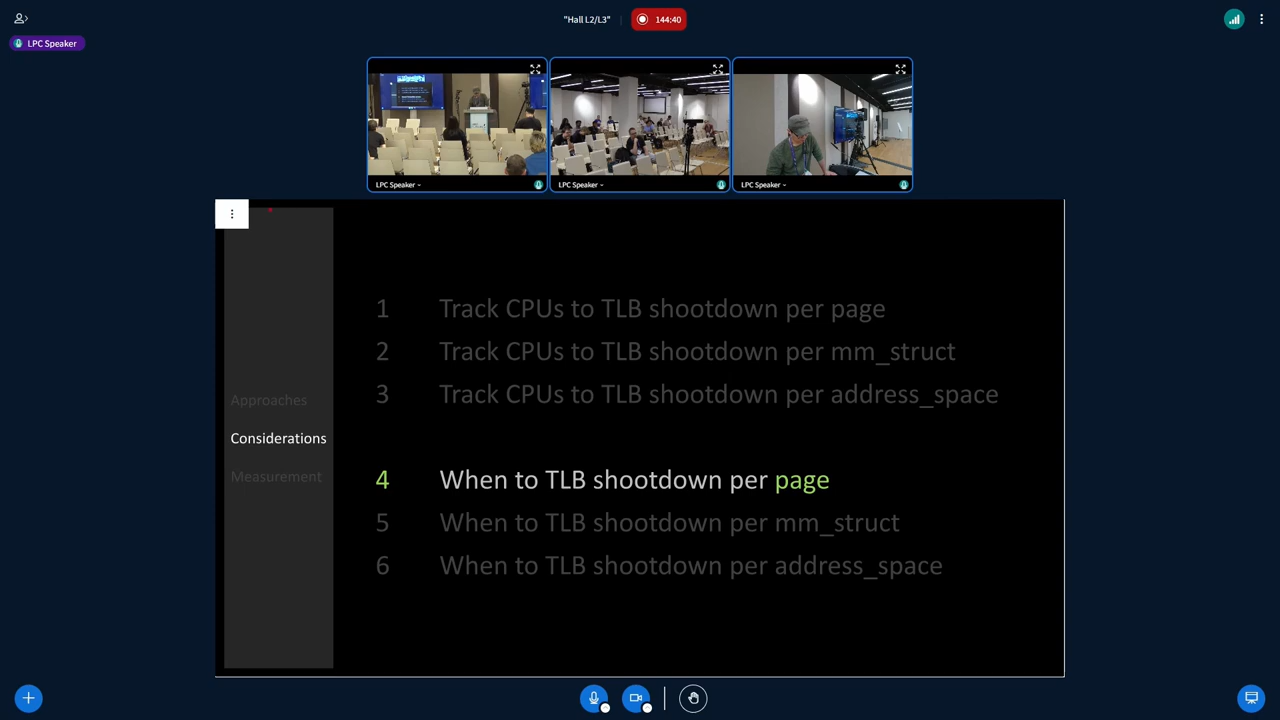 "Hall L2/L3"
144:40
LPC Speaker
LPC Speaker
LPC Speaker
LPC Speaker
Approaches
Considerations
Measurement
1 Track CPUs to TLB shootdown per page
2 Track CPUs to TLB shootdown per mm_struct
3 Track CPUs to TLB shootdown per address_space
4 When to TLB shootdown per page
5 When to TLB shootdown per mm_struct
6 When to TLB shootdown per address_space